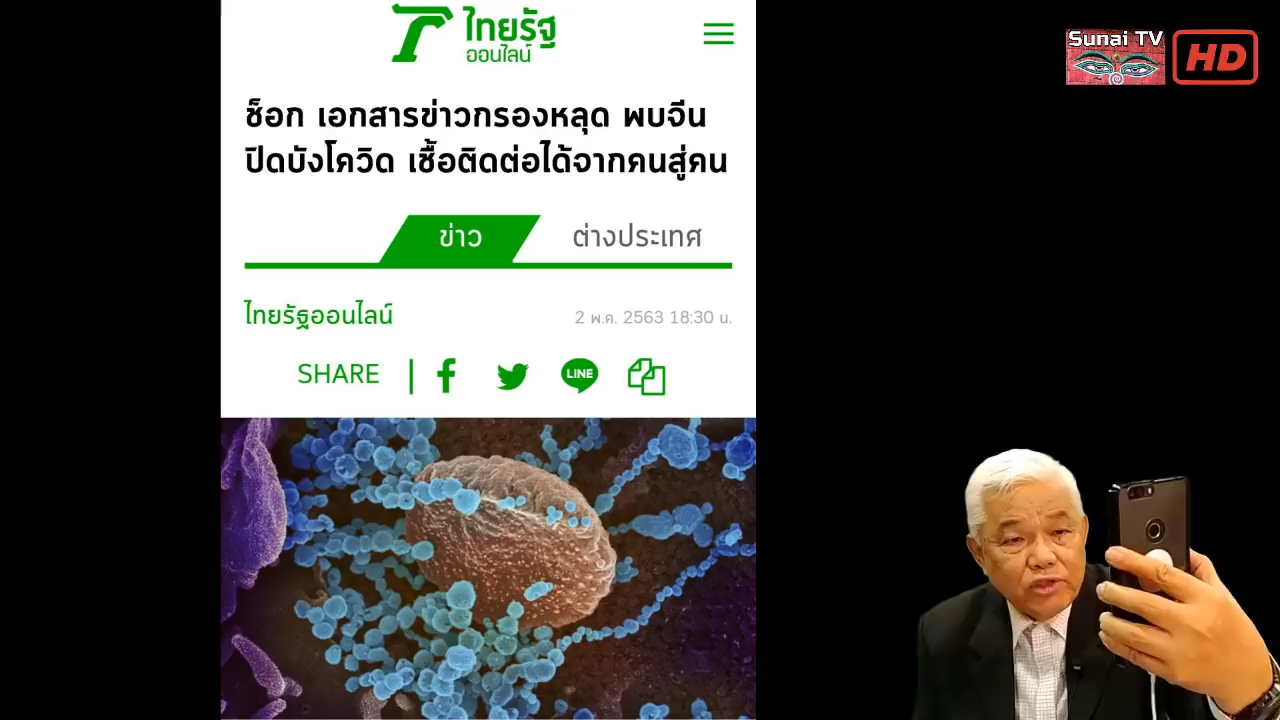 ไทยรัฐ
ออนไลน์
Sunai TV
HD
ช็อก เอกสารข่าวกรองหลุด พบจีน
ปิดบังโควิด เชื้อติดต่อได้จากคนสู่คน
ข่าว ต่างประเทศ
ไทยรัฐออนไลน์ 2 พ.ค. 2563 18:30 น.
SHARE LINE